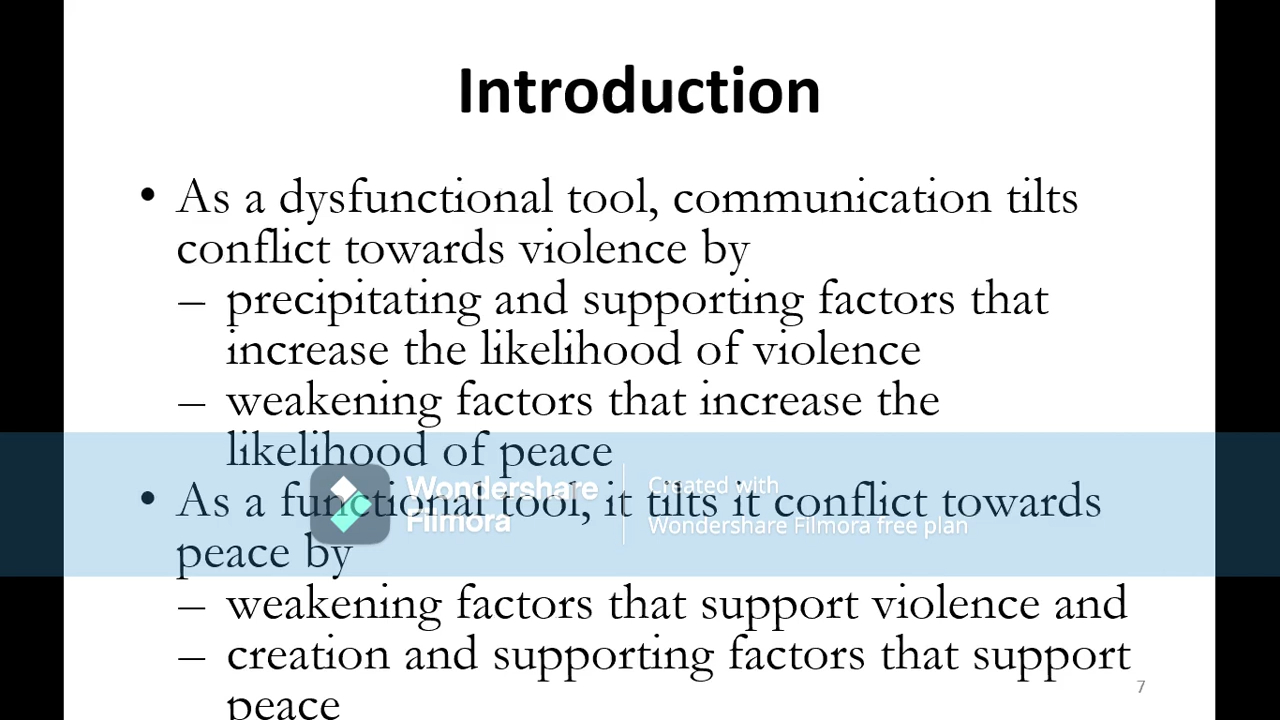 Introduction
• As a dysfunctional tool, communication tilts
conflict towards violence by
– precipitating and supporting factors that
increase the likelihood of violence
– weakening factors that increase the
likelihood of peace
• As a functional tool, it tilts it conflict towards
peace by
– weakening factors that support violence and
– creation and supporting factors that support
peace
Wondershare
Filmora
Created with
Wondershare Filmora free plan
7